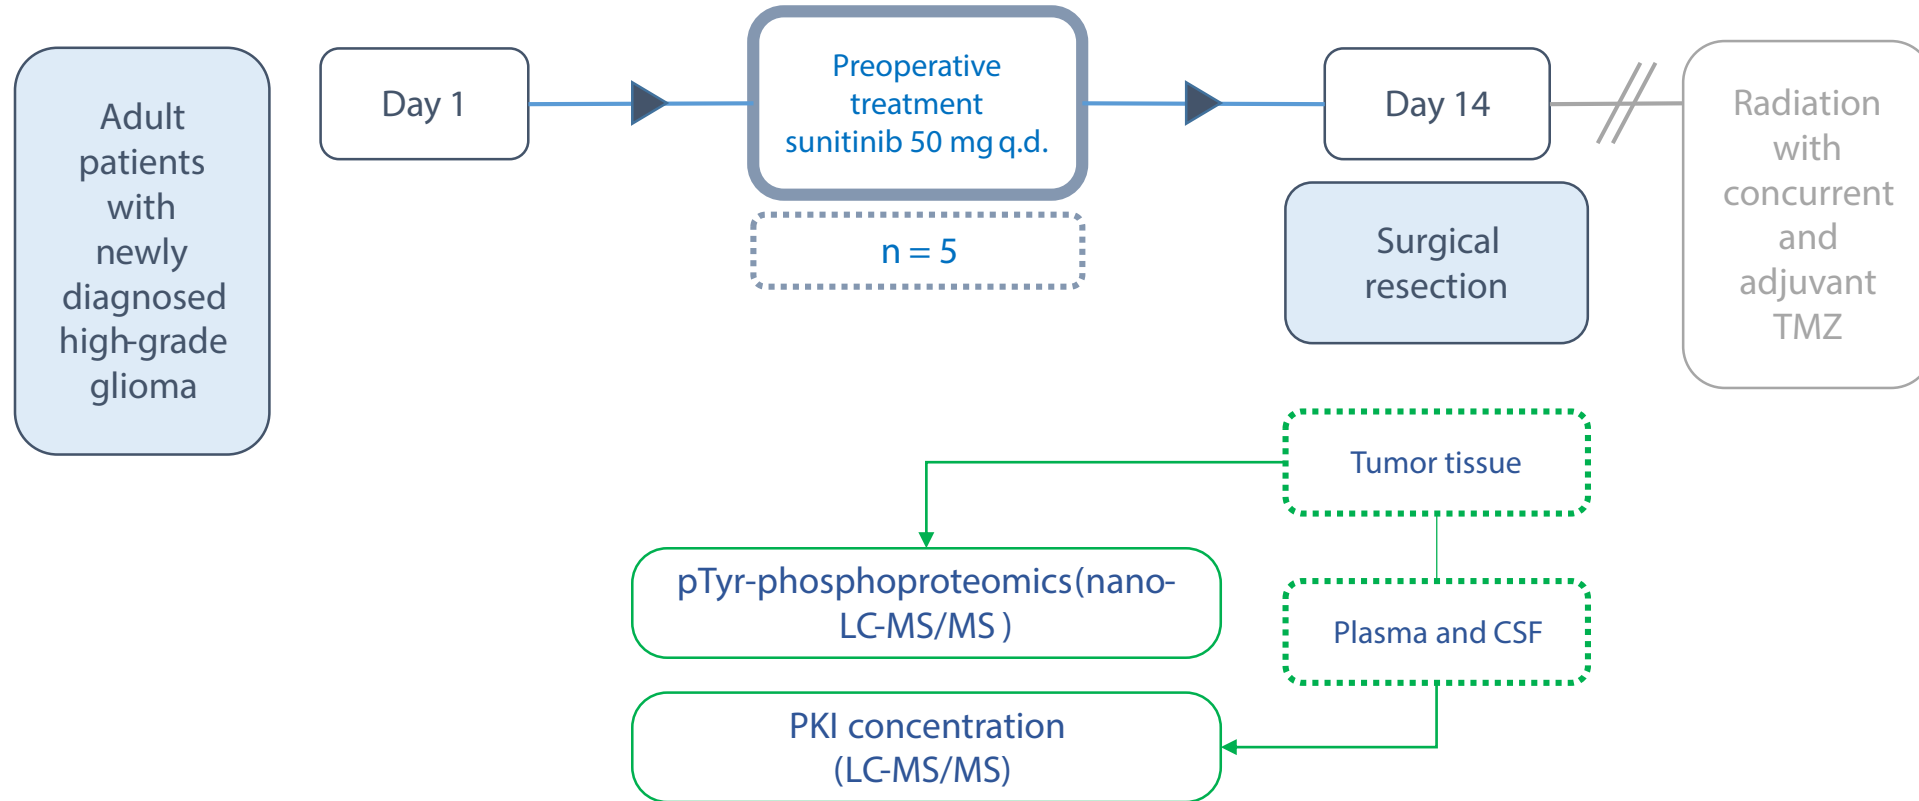 Adult
patients
with
newly
diagnosed
high-grade
glioma
Day 1
Preoperative
treatment
sunitinib 50 mg q.d.
n = 5
Day 14
Surgical
resection
Radiation
with
concurrent
and
adjuvant
TMZ
Tumor tissue
pTyr-phosphoproteomics (nano-
LC-MS/MS )
Plasma and CSF
PKI concentration
(LC-MS/MS)